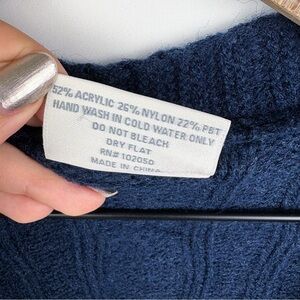 52% ACRYLIC 26% NYLON 22% PBT
HAND WASH IN COLD WATER ONLY
DO NOT BLEACH
DRY FLAT
RN# 102050
MADE IN CHINA